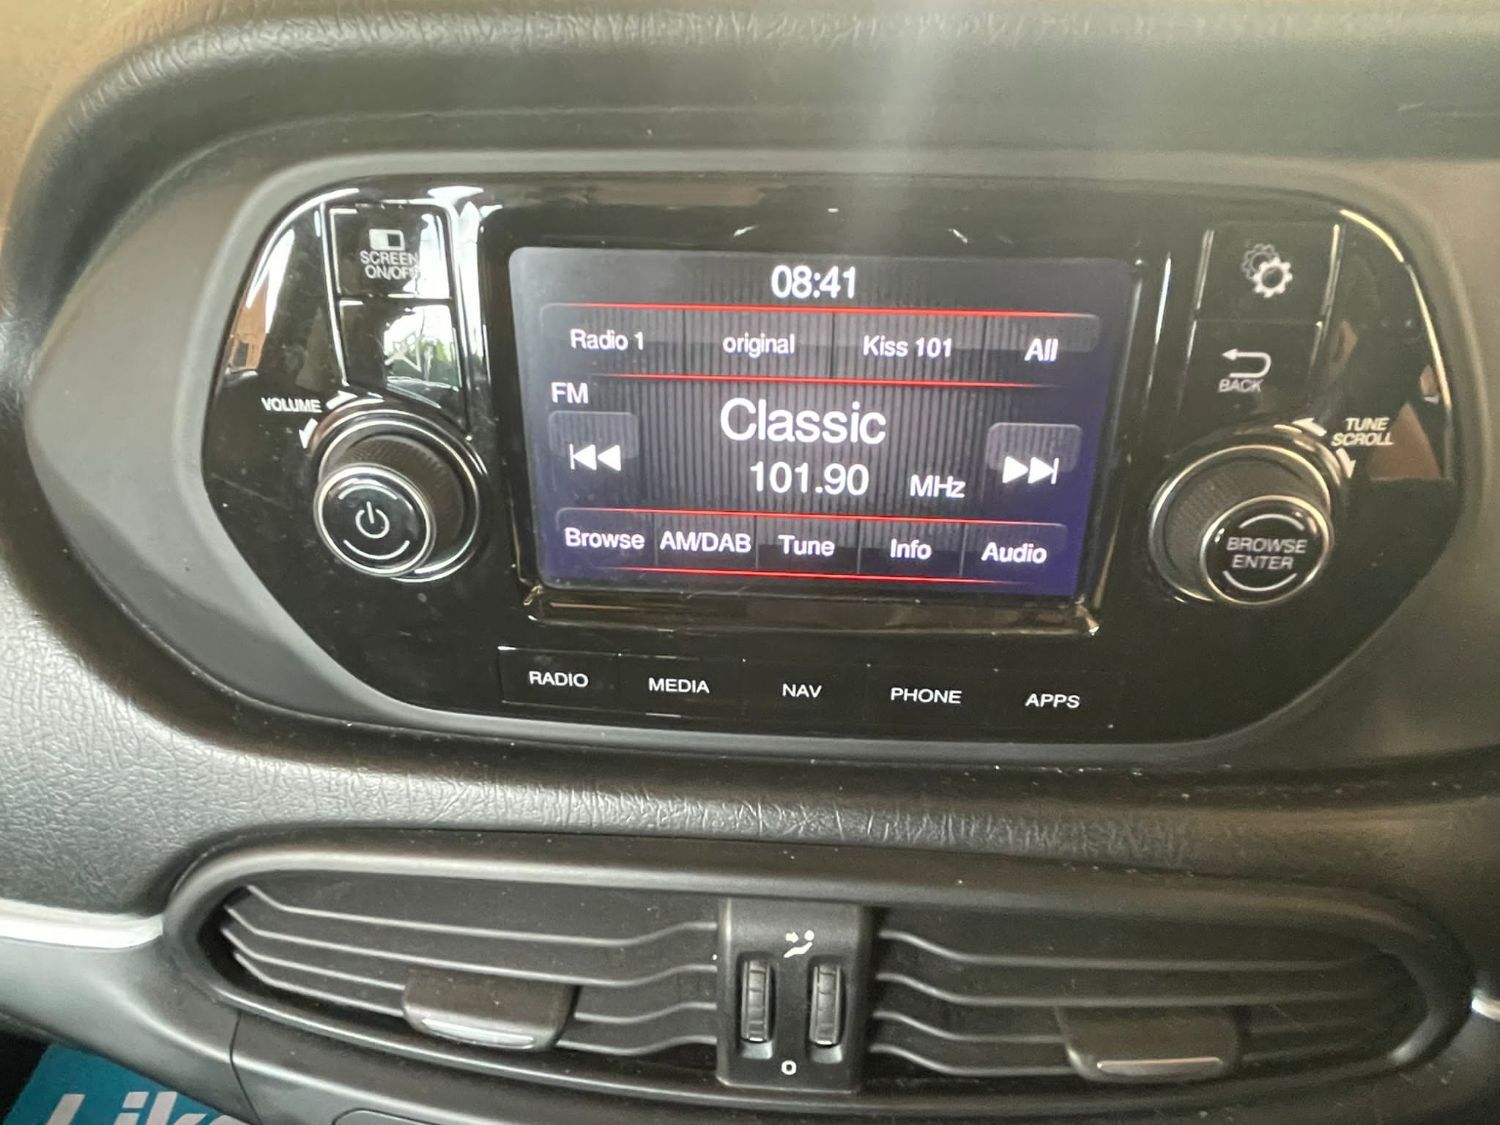 SCREEN
ON/OFF
VOLUME
08:41
Radio 1 original Kiss 101 All
FM
Classic
101.90 MHz
Browse AM/DAB Tune Info Audio
BACK
TUNE
SCROLL
BROWSE
ENTER
RADIO MEDIA NAV PHONE APPS
O
Like